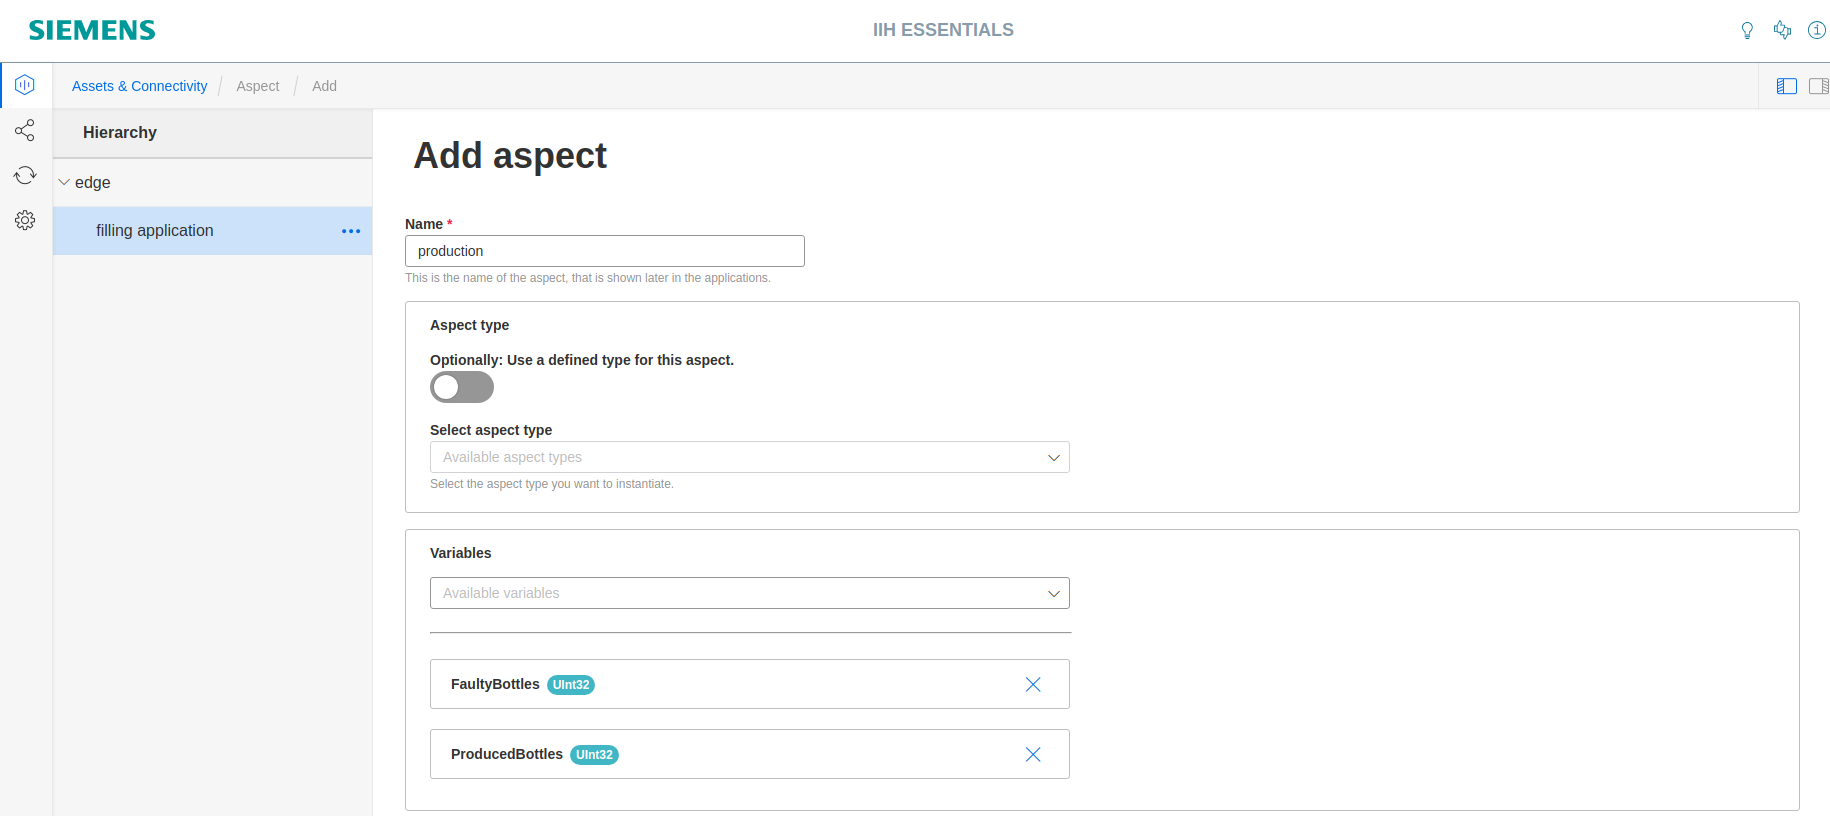 SIEMENS
IIH ESSENTIALS
Assets & Connectivity
Aspect
Add
Hierarchy
edge
filling application
Add aspect
Name *
production
This is the name of the aspect, that is shown later in the applications.
Aspect type
Optionally: Use a defined type for this aspect.
Select aspect type
Available aspect types
Select the aspect type you want to instantiate.
Variables
Available variables
FaultyBottles UInt32
ProducedBottles UInt32